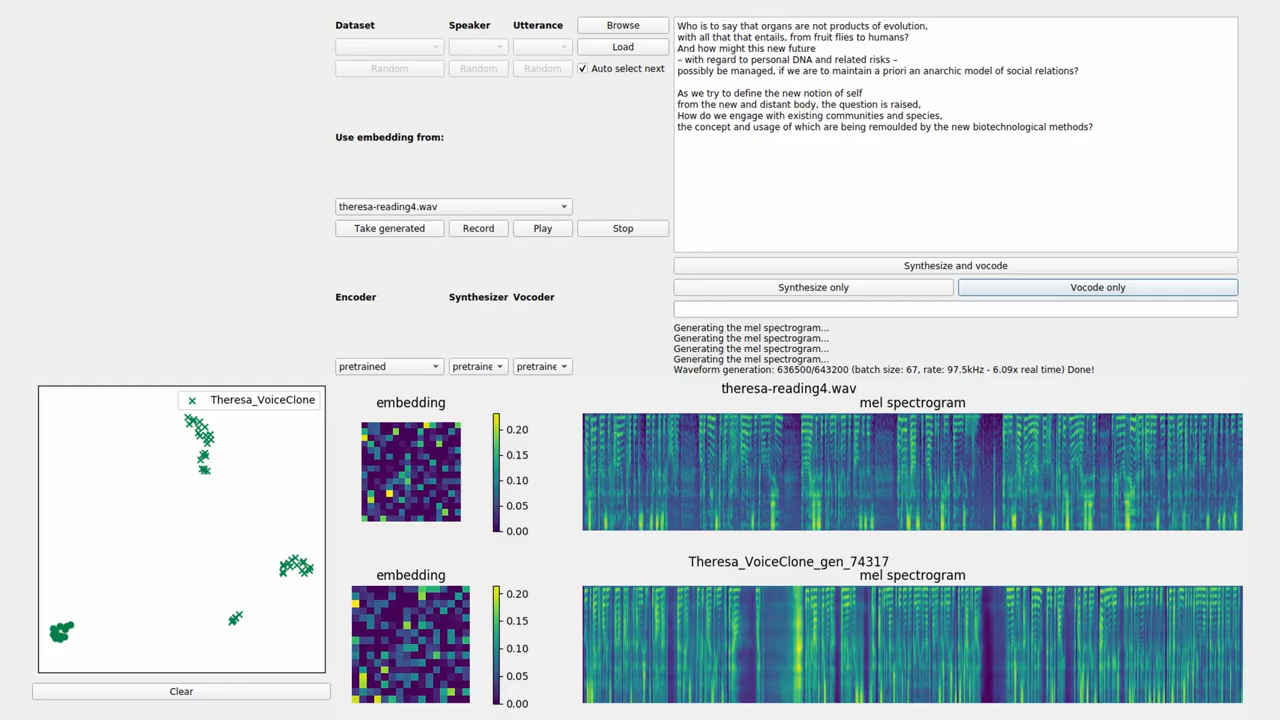 Dataset Speaker Utterance Browse
Load
Random Random Random Auto select next
Use embedding from:
theresa-reading4.wav
Take generated Record Play Stop
Encoder Synthesizer Vocoder
pretrained pretraine pretraine
Who is to say that organs are not products of evolution,
with all that that entails, from fruit flies to humans?
And how might this new future
– with regard to personal DNA and related risks –
possibly be managed, if we are to maintain a priori an anarchic model of social relations?
As we try to define the new notion of self
from the new and distant body, the question is raised,
How do we engage with existing communities and species,
the concept and usage of which are being remoulded by the new biotechnological methods?
Synthesize and vocode
Synthesize only Vocode only
Generating the mel spectrogram...
Generating the mel spectrogram...
Generating the mel spectrogram...
Generating the mel spectrogram...
Waveform generation: 636500/643200 (batch size: 67, rate: 97.5kHz - 6.09x real time) Done!
Theresa_VoiceClone
Clear
theresa-reading4.wav
embedding mel spectrogram
0.20
0.15
0.10
0.05
0.00
Theresa_VoiceClone_gen_74317
embedding mel spectrogram
0.20
0.15
0.10
0.05
0.00